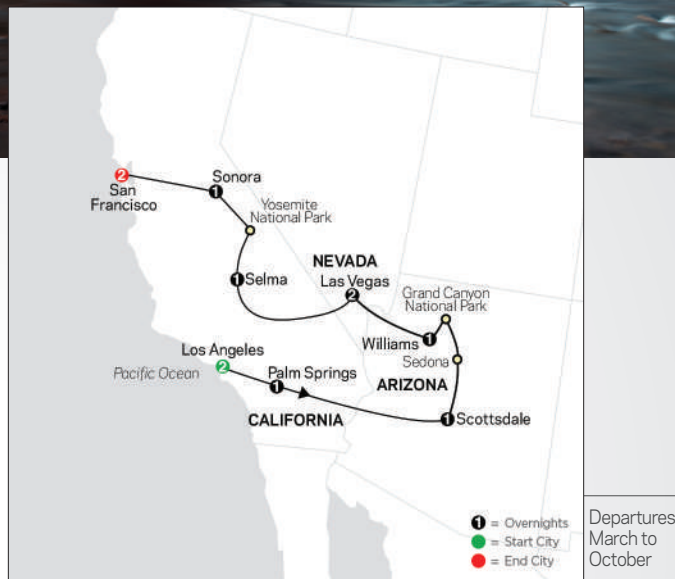 2
San
Francisco
Sonora
1
Yosemite
National Park
1
Selma
NEVADA
Las Vegas
2
Grand Canyon
National Park
Williams
1
Sedona
ARIZONA
Los Angeles
2
Pacific Ocean
Palm Springs
1
CALIFORNIA
1
Scottsdale
1 = Overnights
= Start City
= End City
Departures
March to
October